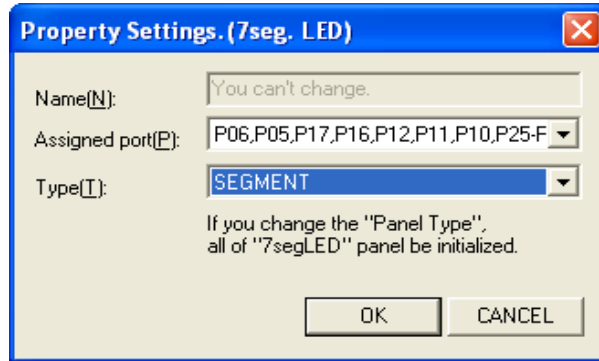 Property Settings.(7seg. LED)
Name(N):
You can't change.
Assigned port(P):
P06,P05,P17,P16,P12,P11,P10,P25-F
Type(T):
SEGMENT
If you change the "Panel Type",
all of "7segLED" panel be initialized.
OK
CANCEL